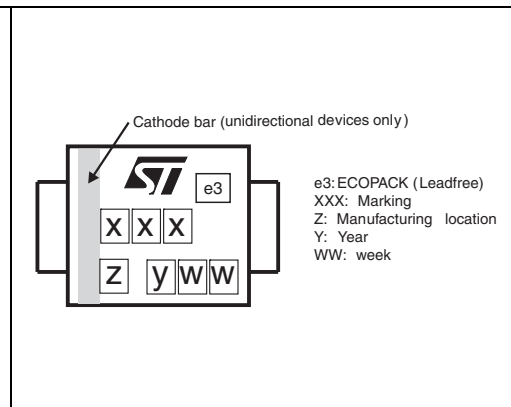 Cathode bar (unidirectional devices only)
ST
e3
x x x
z y w w
e3: ECOPACK (Leadfree)
XXX: Marking
Z: Manufacturing location
Y: Year
WW: week